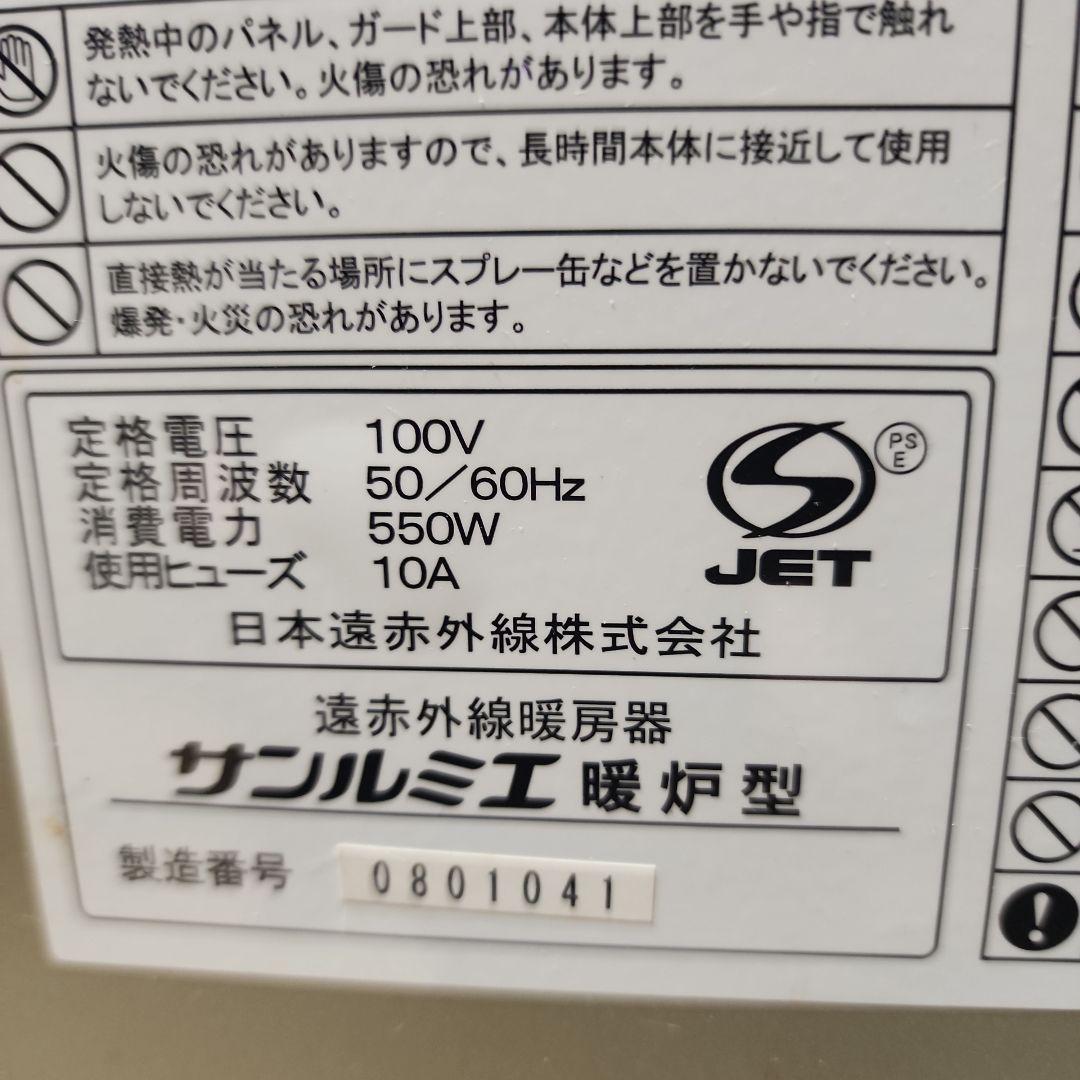 発熱中のパネル、ガード上部、本体上部を手や指で触れ
ないでください。火傷の恐れがあります。
火傷の恐れがありますので、長時間本体に接近して使用
しないでください。
直接熱が当たる場所にスプレー缶などを置かないでください。
爆発・火災の恐れがあります。
定格電圧 100V
定格周波数 50/60Hz
消費電力 550W
使用ヒューズ 10A
PS
E
JET
日本遠赤外線株式会社
遠赤外線暖房器
サンルミエ 暖炉型
製造番号 0801041